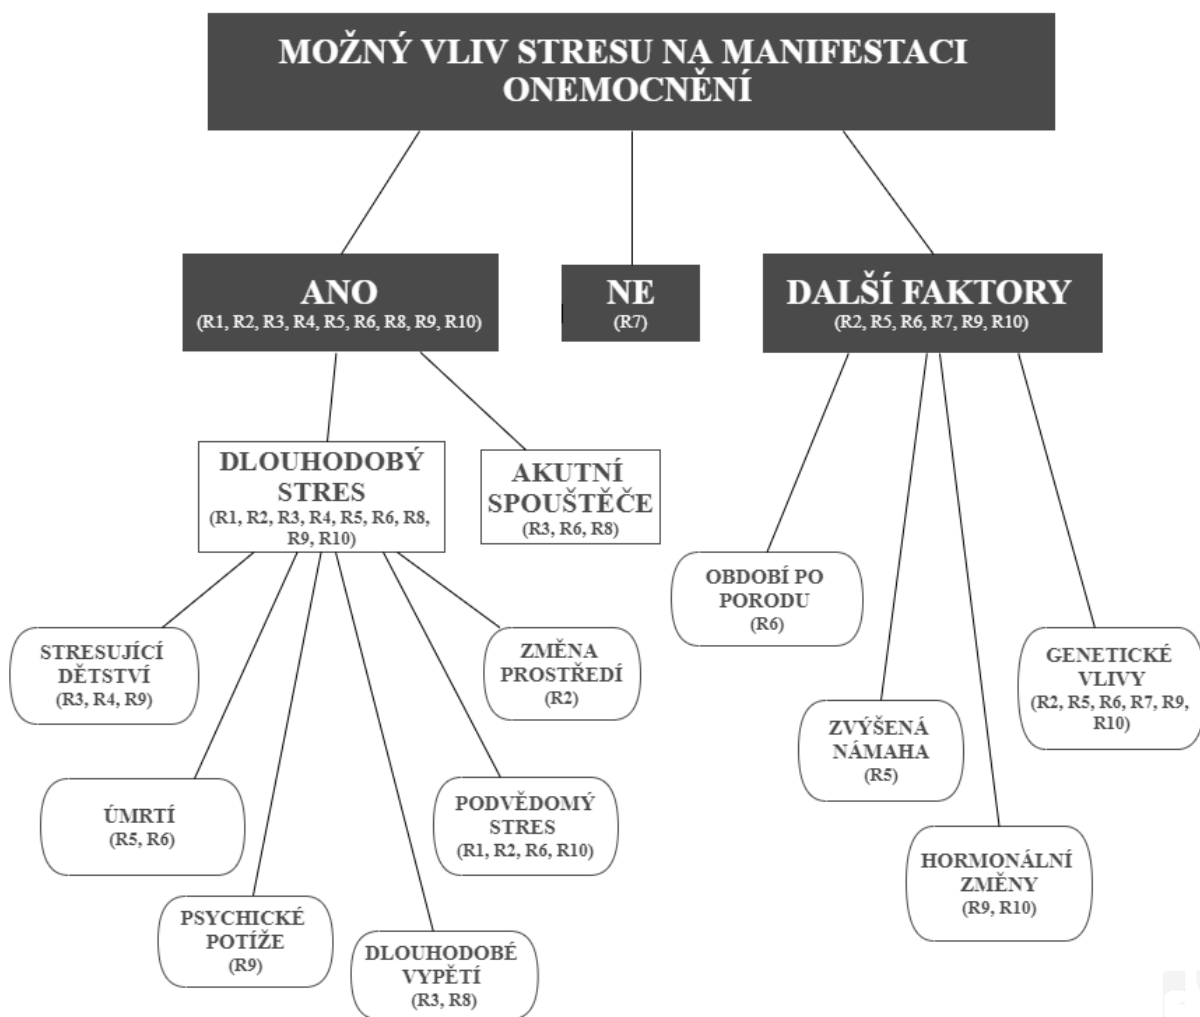 MOŽNÝ VLIV STRESU NA MANIFESTACI
ONEMOCNĚNÍ
ANO
(R1, R2, R3, R4, R5, R6, R8, R9, R10)
NE
(R7)
DALŠÍ FAKTORY
(R2, R5, R6, R7, R9, R10)
DLOUHODOBÝ
STRES
(R1, R2, R3, R4, R5, R6, R8,
R9, R10)
AKUTNÍ
SPOUŠTĚČE
(R3, R6, R8)
STRESUJÍCÍ
DĚTSTVÍ
(R3, R4, R9)
ÚMRTÍ
(R5, R6)
PSYCHICKÉ
POTÍŽE
(R9)
DLOUHODOBÉ
VYPĚTÍ
(R3, R8)
PODVĚDOMÝ
STRES
(R1, R2, R6, R10)
ZMĚNA
PROSTŘEDÍ
(R2)
OBDOBÍ PO
PORODU
(R6)
ZVÝŠENÁ
NÁMAHA
(R5)
HORMONÁLNÍ
ZMĚNY
(R9, R10)
GENETICKÉ
VLIVY
(R2, R5, R6, R7, R9,
R10)